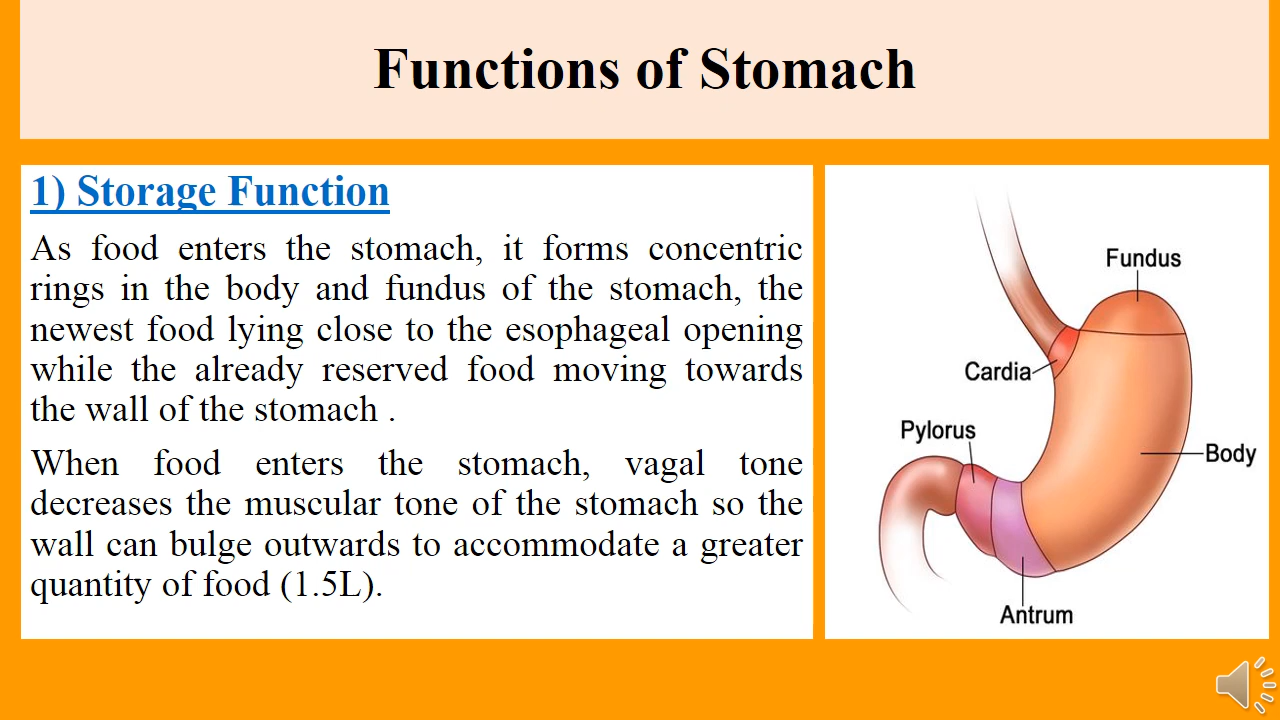 Functions of Stomach
1) Storage Function
As food enters the stomach, it forms concentric
rings in the body and fundus of the stomach, the
newest food lying close to the esophageal opening
while the already reserved food moving towards
the wall of the stomach .
When food enters the stomach, vagal tone
decreases the muscular tone of the stomach so the
wall can bulge outwards to accommodate a greater
quantity of food (1.5L).
Fundus
Cardia
Pylorus
Body
Antrum